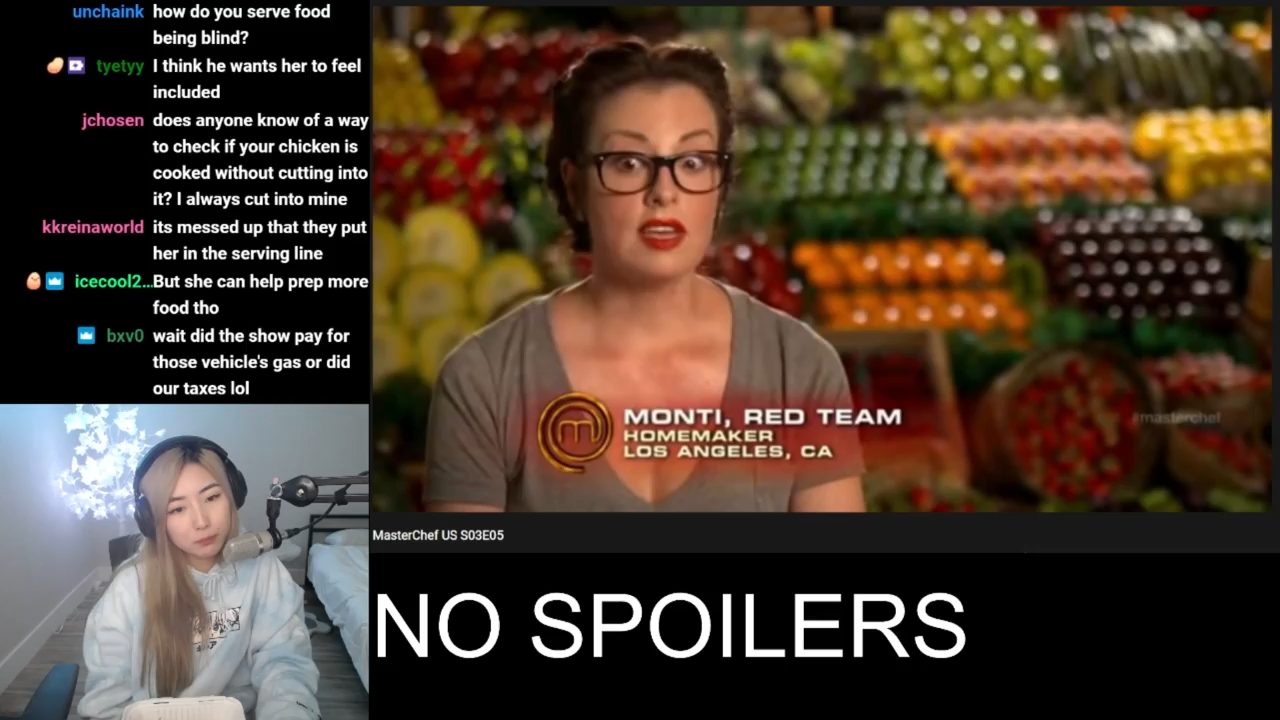 unchaink how do you serve food
being blind?
tyetyy I think he wants her to feel
included
jchosen does anyone know of a way
to check if your chicken is
cooked without cutting into
it? I always cut into mine
kkreinaworld its messed up that they put
her in the serving line
icecool2… But she can help prep more
food tho
bxv0 wait did the show pay for
those vehicle's gas or did
our taxes lol
MONTI, RED TEAM
HOMEMAKER
LOS ANGELES, CA
#masterchef
MasterChef US S03E05
NO SPOILERS